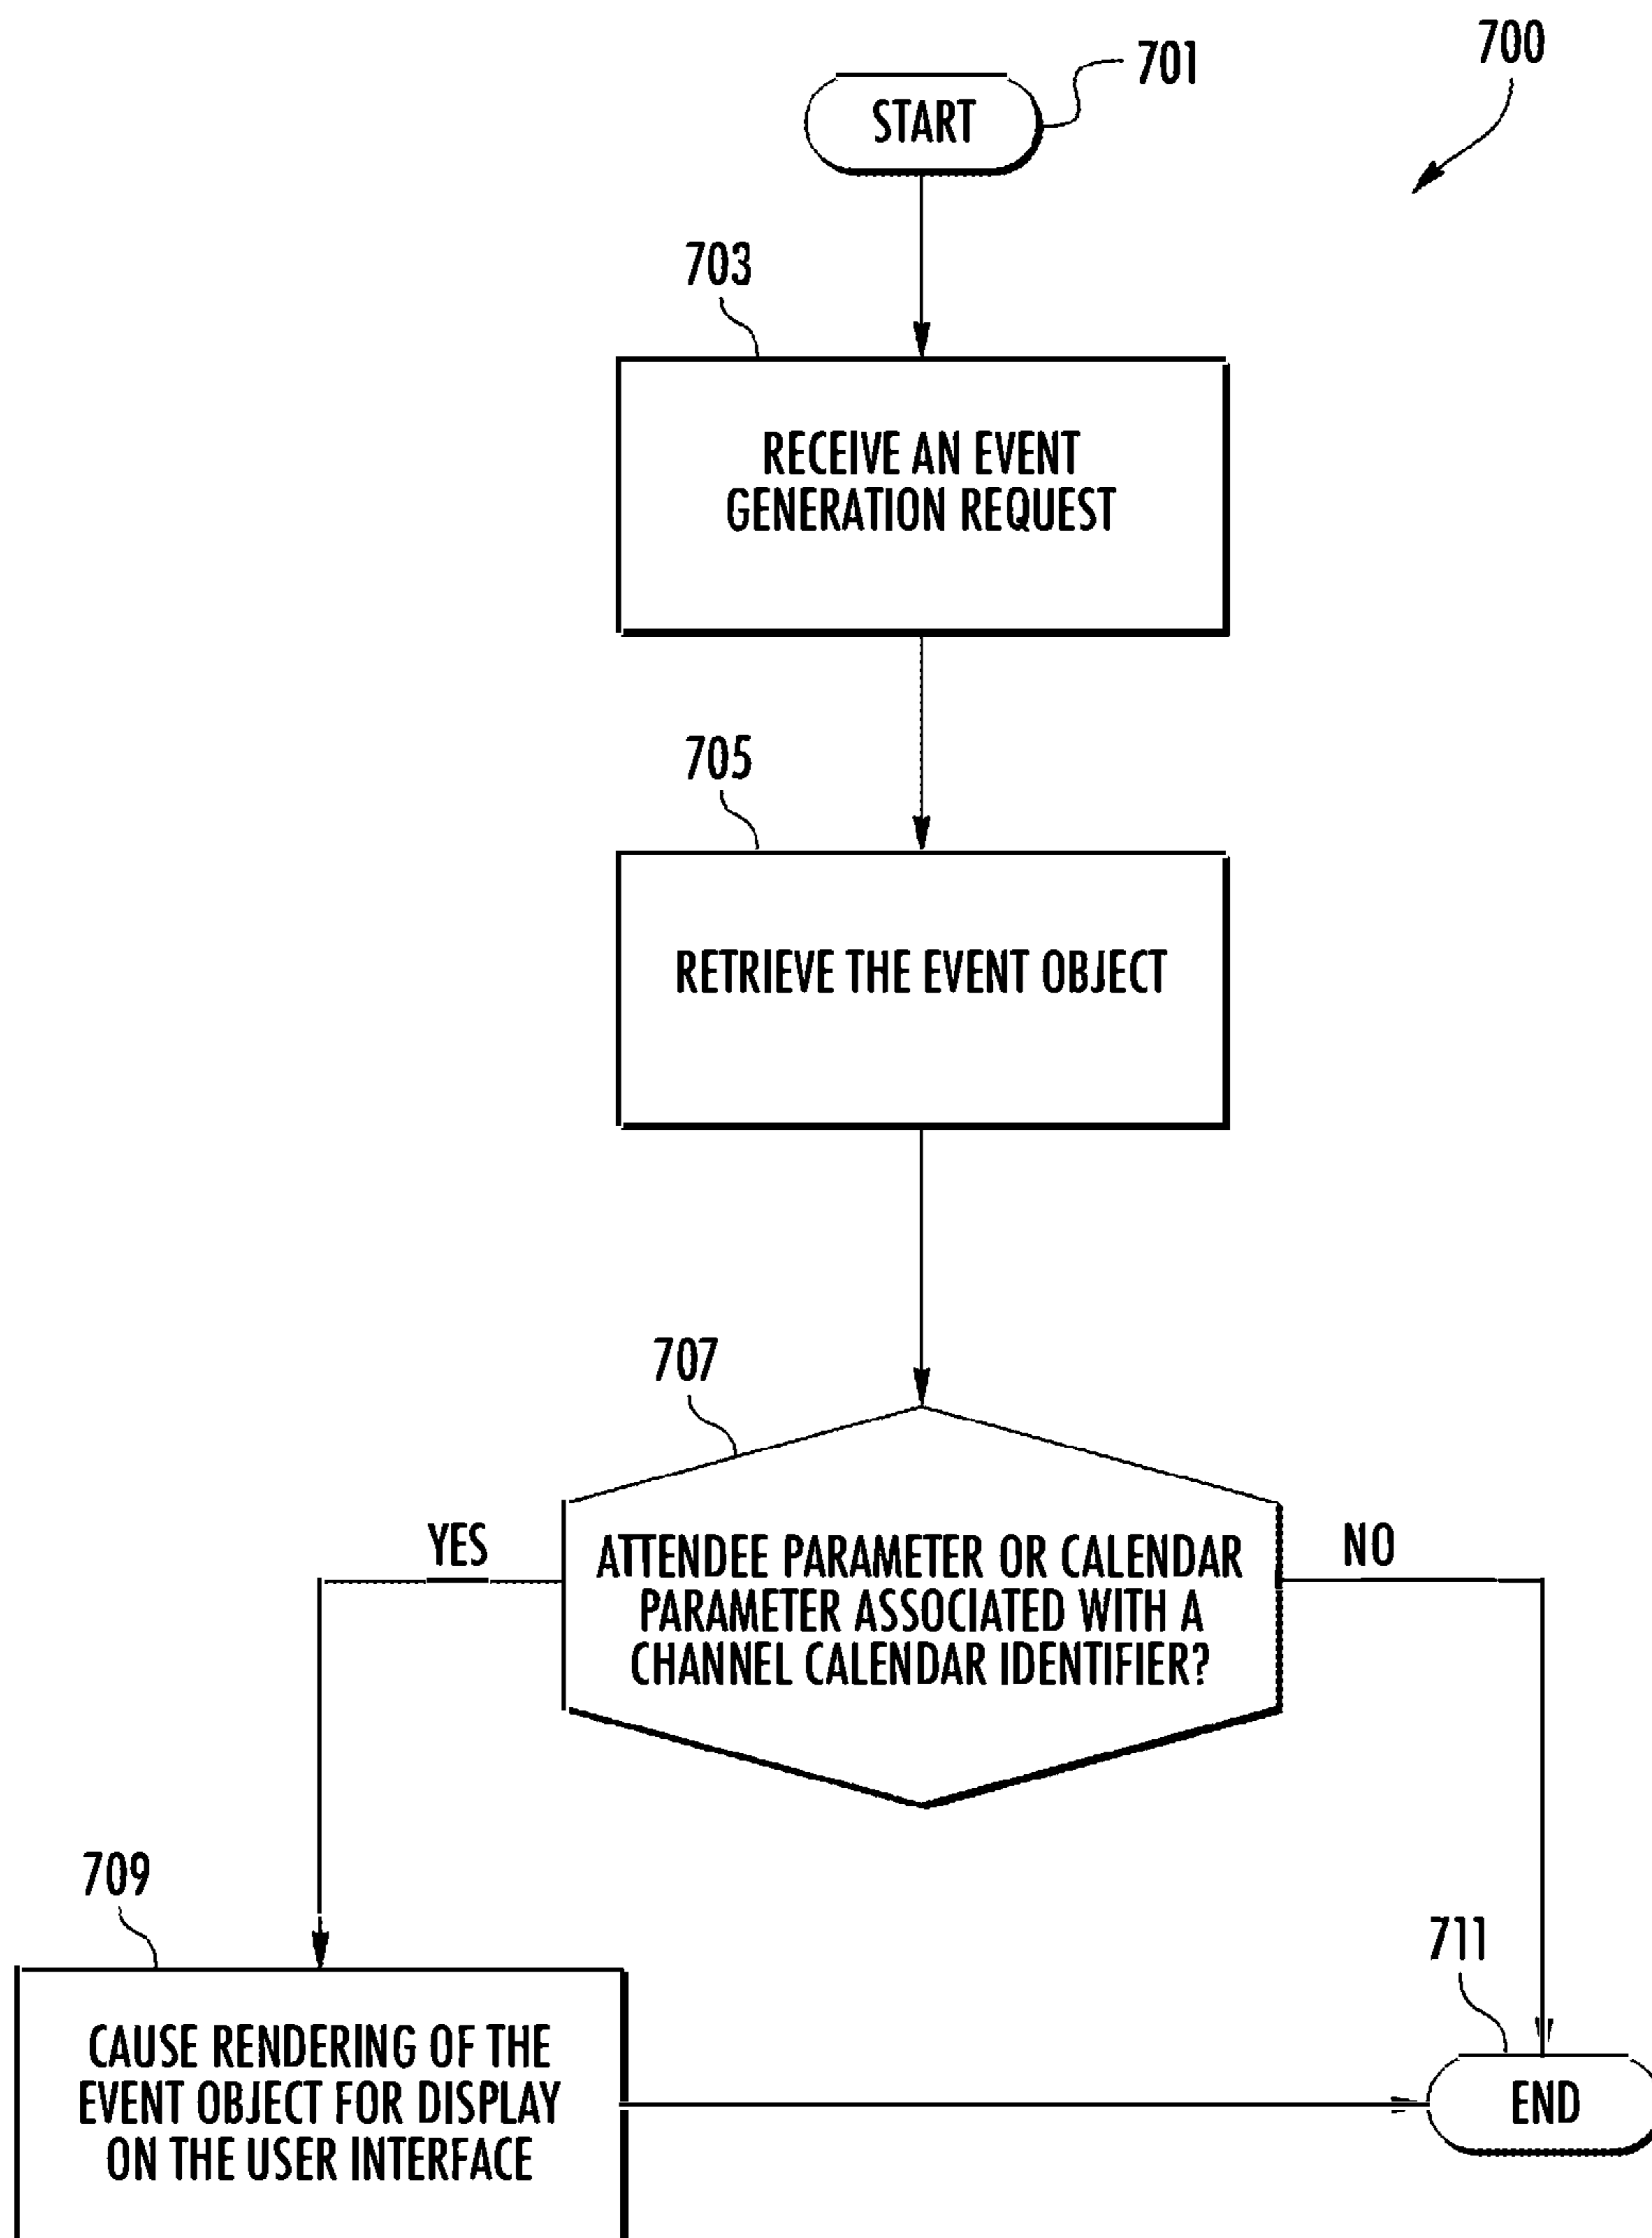 700
701
START
703
RECEIVE AN EVENT
GENERATION REQUEST
705
RETRIEVE THE EVENT OBJECT
707
YES
ATTENDEE PARAMETER OR CALENDAR
PARAMETER ASSOCIATED WITH A
CHANNEL CALENDAR IDENTIFIER?
NO
709
CAUSE RENDERING OF THE
EVENT OBJECT FOR DISPLAY
ON THE USER INTERFACE
711
END